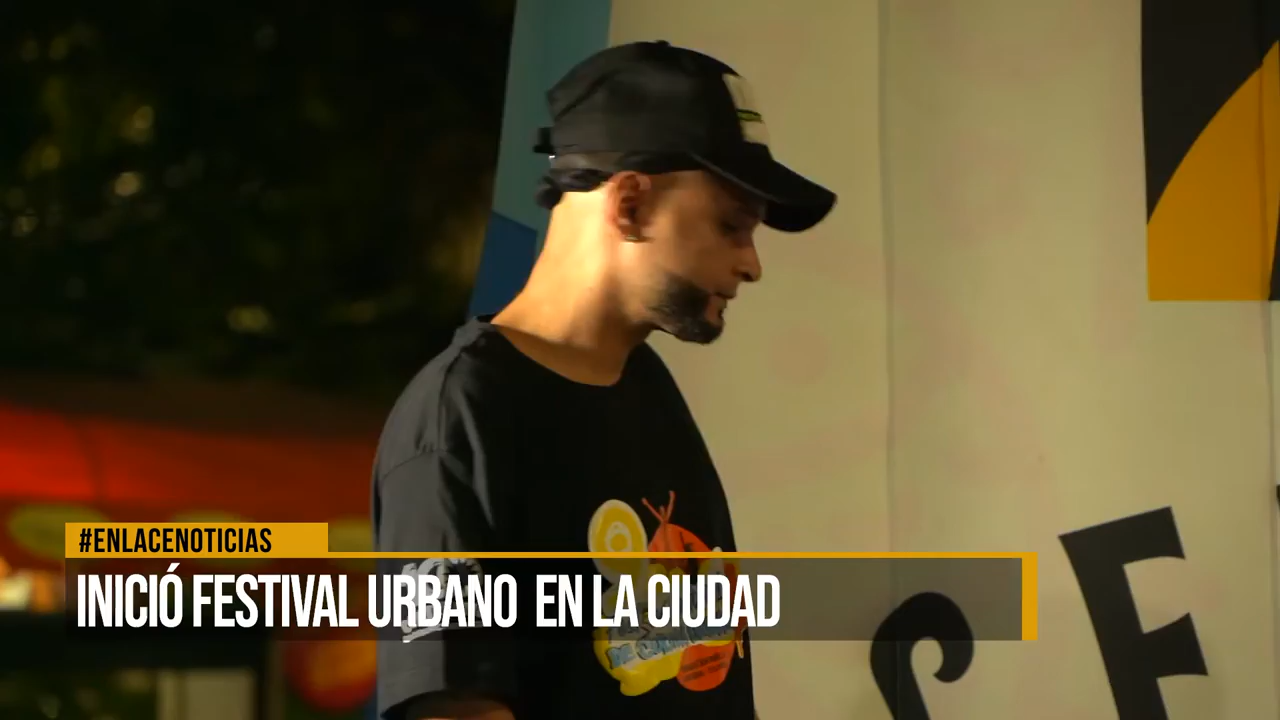 #ENLACENOTICIAS
INICIÓ FESTIVAL URBANO EN LA CIUDAD
S E